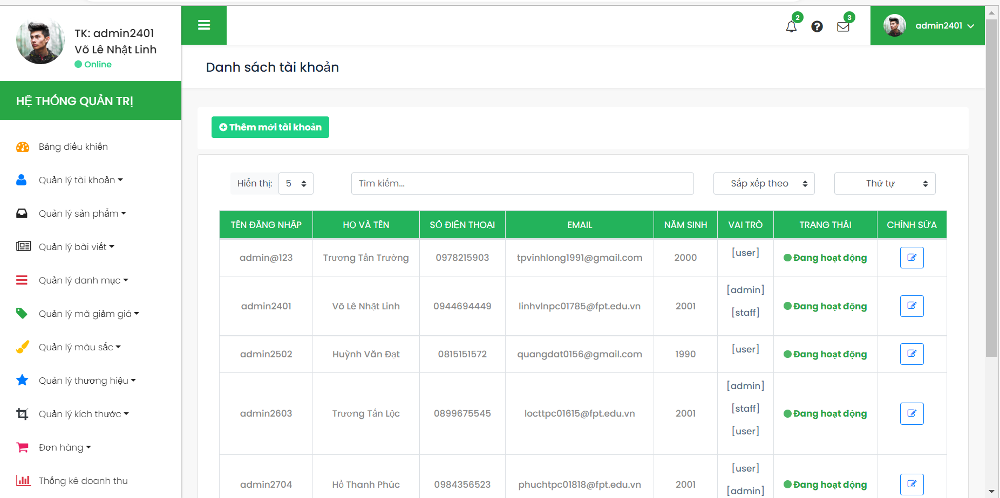 TK: admin2401
Võ Lê Nhật Linh
Online
HỆ THỐNG QUẢN TRỊ
Bảng điều khiển
Quản lý tài khoản
Quản lý sản phẩm
Quản lý bài viết
Quản lý danh mục
Quản lý mã giảm giá
Quản lý màu sắc
Quản lý thương hiệu
Quản lý kích thước
Đơn hàng
Thống kê doanh thu
2
3
admin2401
Danh sách tài khoản
Thêm mới tài khoản
Hiển thị: 5 Tìm kiếm... Sắp xếp theo Thứ tự
TÊN ĐĂNG NHẬP HỌ VÀ TÊN SỐ ĐIỆN THOẠI EMAIL NĂM SINH VAI TRÒ TRẠNG THÁI CHỈNH SỬA
admin@123 Trương Tấn Trường 0978215903 tpvinhlong1991@gmail.com 2000 [user] Đang hoạt động
admin2401 Võ Lê Nhật Linh 0944694449 linhvlnpc01785@fpt.edu.vn 2001 [admin] Đang hoạt động
[staff]
admin2502 Huỳnh Văn Đạt 0815151572 quangdat0156@gmail.com 1990 [user] Đang hoạt động
admin2603 Trương Tấn Lộc 0899675545 locttpc01615@fpt.edu.vn 2001 [admin] Đang hoạt động
[staff]
[user]
admin2704 Hồ Thanh Phúc 0984356523 phuchtpc01818@fpt.edu.vn 2001 [user] Đang hoạt động
[admin]